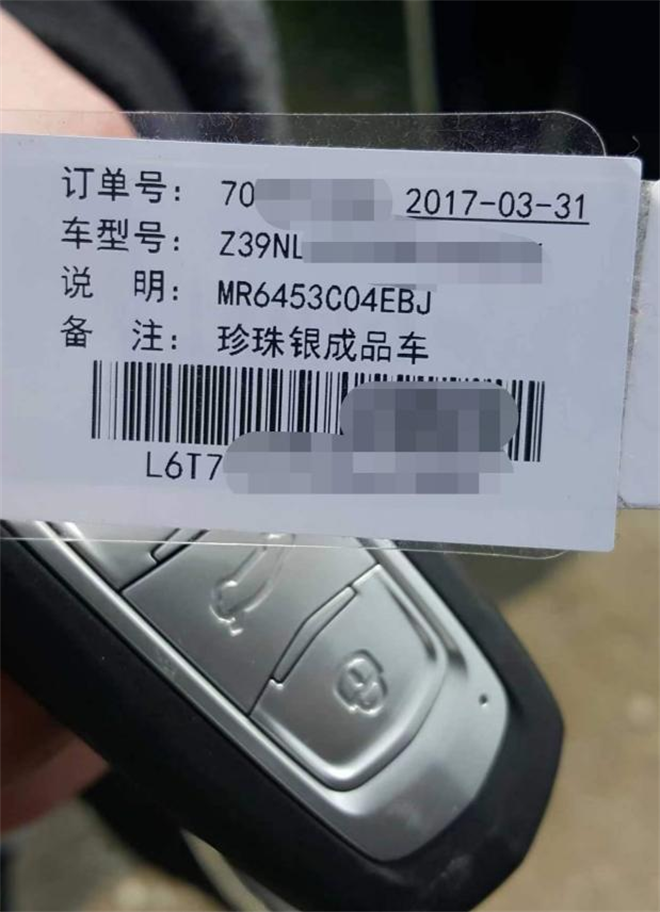 订单号: 70 2017-03-31
车型号: Z39NL
说 明: MR6453C04EBJ
备 注: 珍珠银成品车
L6T7